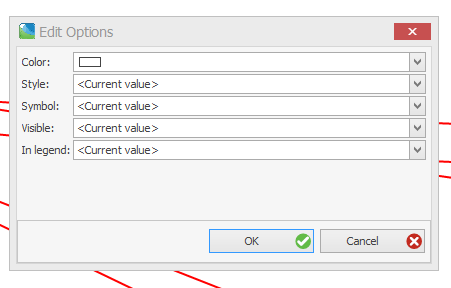 Edit Options
Color:
Style: <Current value>
Symbol: <Current value>
Visible: <Current value>
In legend: <Current value>
OK Cancel